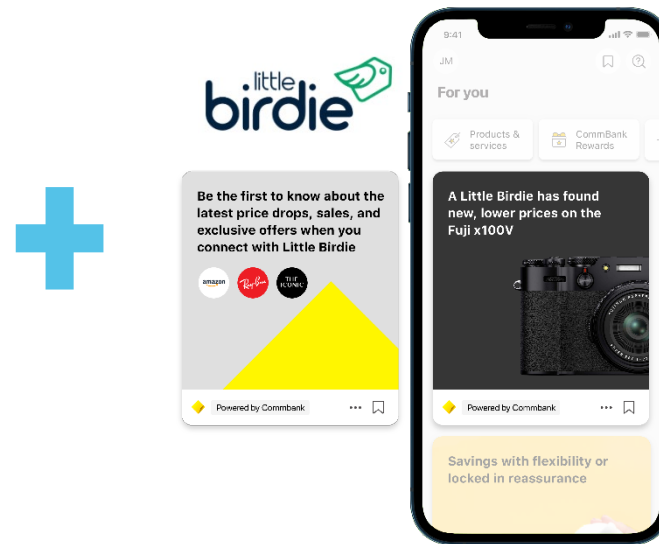 little
birdie
Be the first to know about the
latest price drops, sales, and
exclusive offers when you
connect with Little Birdie
amazon
Ray-Ban
THE
ICONIC
Powered by Commbank
9:41
JM
For you
Products &
services
CommBank
Rewards
A Little Birdie has found
new, lower prices on the
Fuji x100V
Powered by Commbank
Savings with flexibility or
locked in reassurance